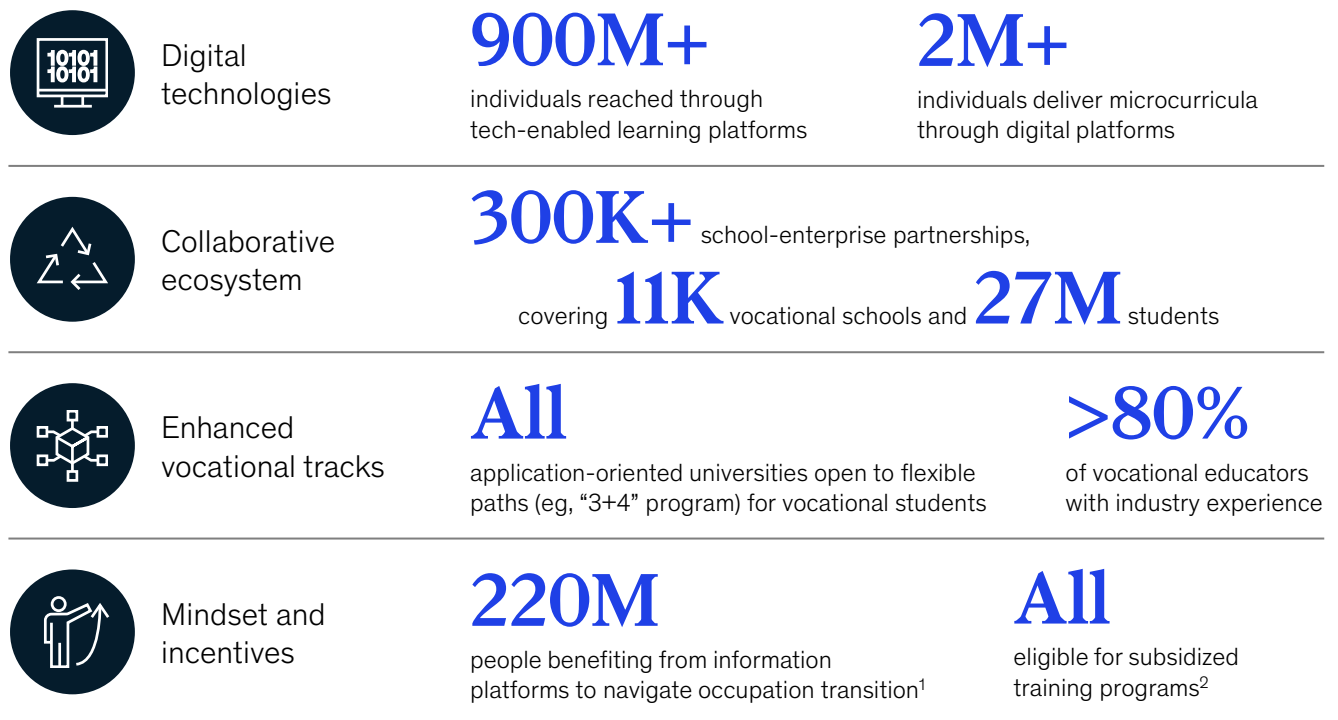 10101
10101
Digital
technologies
900M+
individuals reached through
tech-enabled learning platforms
2M+
individuals deliver microcurricula
through digital platforms
Collaborative
ecosystem
300K+ school-enterprise partnerships,
covering 11K vocational schools and 27M students
Enhanced
vocational tracks
All
application-oriented universities open to flexible
paths (eg, “3+4” program) for vocational students
>80%
of vocational educators
with industry experience
Mindset and
incentives
220M
people benefiting from information
platforms to navigate occupation transition¹
All
eligible for subsidized
training programs²